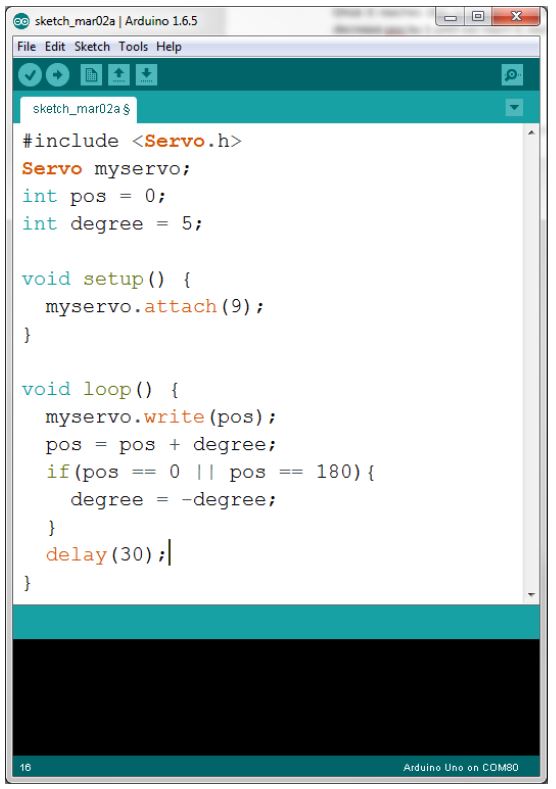 sketch_mar02a | Arduino 1.6.5
File Edit Sketch Tools Help
sketch_mar02a §
#include <Servo.h>
Servo myservo;
int pos = 0;
int degree = 5;
void setup() {
  myservo.attach(9);
}
void loop() {
  myservo.write(pos);
  pos = pos + degree;
  if(pos == 0 || pos == 180){
    degree = -degree;
  }
  delay(30);
}
16 Arduino Uno on COM80